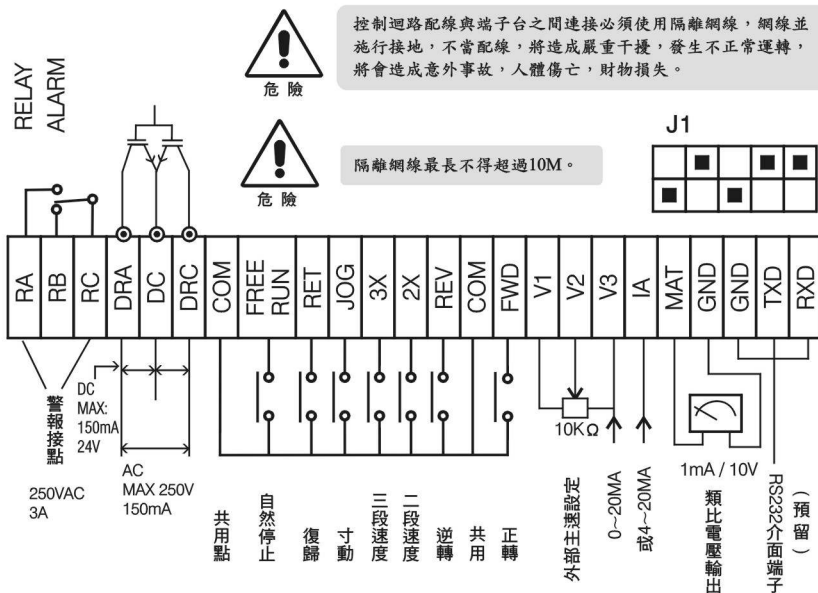 控制迴路配線與端子台之間連接必須使用隔離網線，網線並
施行接地，不當配線，將造成嚴重干擾，發生不正常運轉，
將會造成意外事故，人體傷亡，財物損失。
危 險
RELAY
ALARM
J1
隔離網線最長不得超過10M。
危 險
RA
RB
RC
DRA
DC
DRC
COM
FREE
RUN
RET
JOG
3X
2X
REV
COM
FWD
V1
V2
V3
IA
MAT
GND
GND
TXD
RXD
警報接點
250VAC
3A
DC
MAX:
150mA
24V
AC
MAX 250V
150mA
共用點
自然停止
復歸
寸動
三段速度
二段速度
逆轉
共用
正轉
10KΩ
外部主速設定
0~20MA
或4~20MA
1mA / 10V
類比電壓輸出
RS232介面端子
(預留)